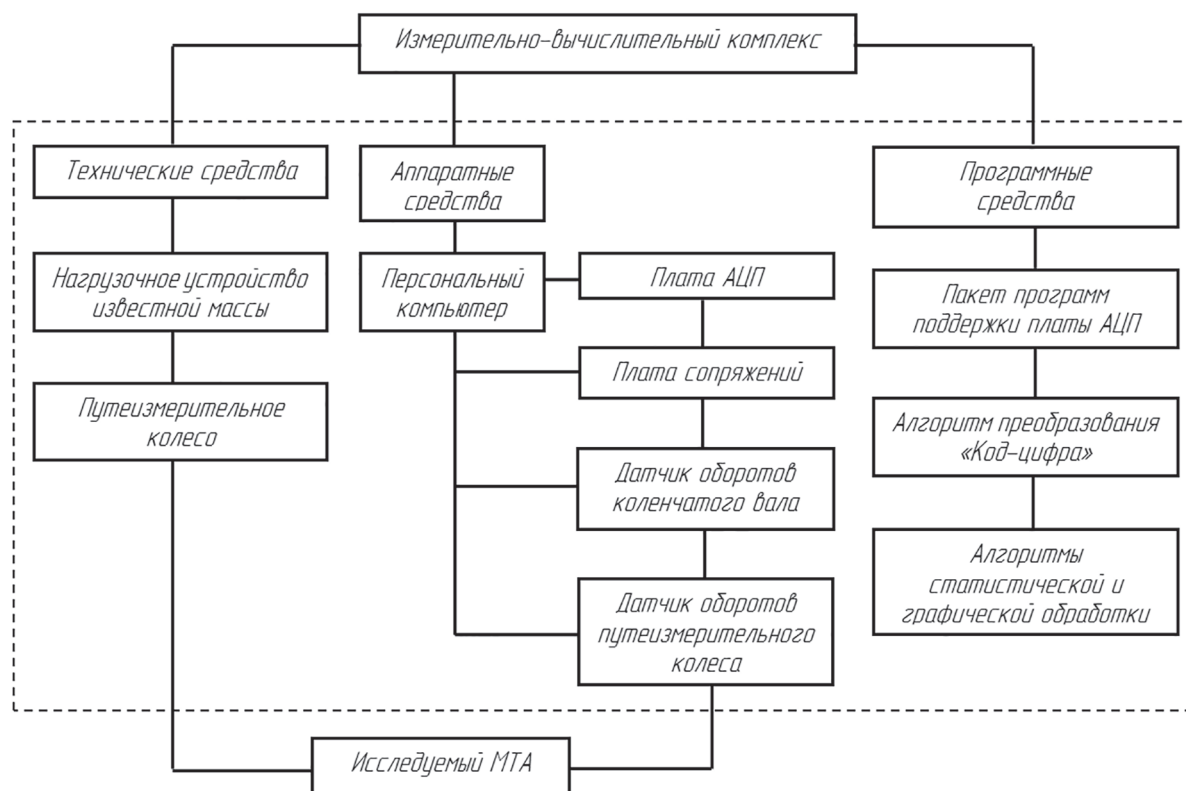 Измерительно-вычислительный комплекс
Технические средства
Нагрузочное устройство
известной массы
Путеизмерительное
колесо
Аппаратные
средства
Персональный
компьютер
Плата АЦП
Плата сопряжений
Датчик оборотов
коленчатого вала
Датчик оборотов
путеизмерительного
колеса
Программные
средства
Пакет программ
поддержки платы АЦП
Алгоритм преобразования
«Код-цифра»
Алгоритмы
статистической и
графической обработки
Исследуемый МТА